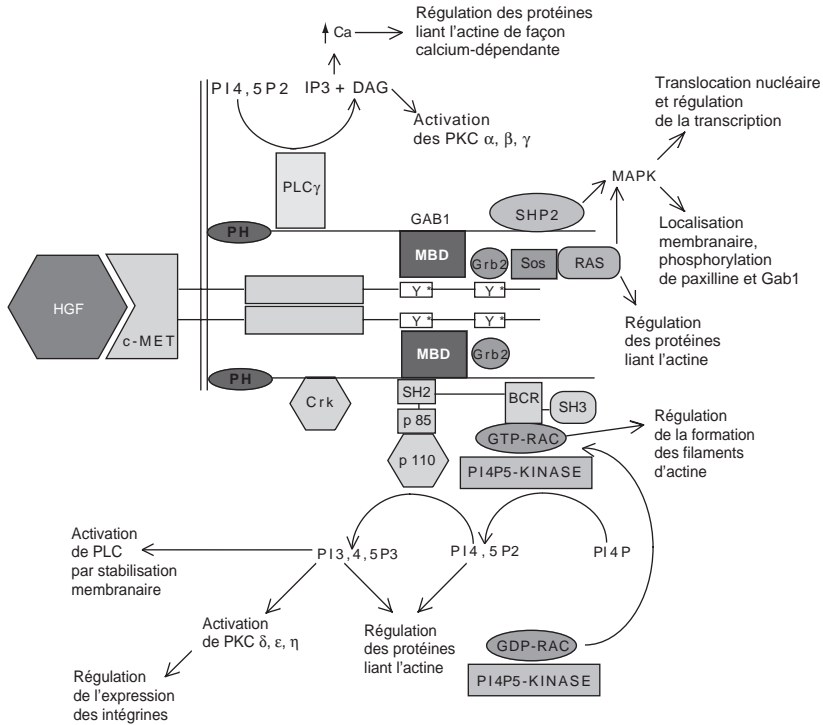 Régulation des protéines
liant l'actine de façon
calcium-dépendante
Ca
PI4,5P2
IP3 + DAG
Activation
des PKC α, β, γ
Translocation nucléaire
et régulation
de la transcription
PLCγ
MAPK
GAB1
SHP2
PH
MBD
Grb2
Sos
RAS
Localisation
membranaire,
phosphorylation
de paxilline et Gab1
HGF
c-MET
Y*
Y*
Y*
Y*
Régulation
des protéines
liant l'actine
MBD
Grb2
PH
Crk
SH2
BCR
SH3
p 85
GTP-RAC
Régulation
de la formation
des filaments
d'actine
p 110
PI4P5-KINASE
Activation
de PLC
par stabilisation
membranaire
PI3,4,5P3
PI4,5P2
PI4P
Activation
de PKC δ, ε, η
Régulation
des protéines
liant l'actine
GDP-RAC
PI4P5-KINASE
Régulation
de l'expression
des intégrines